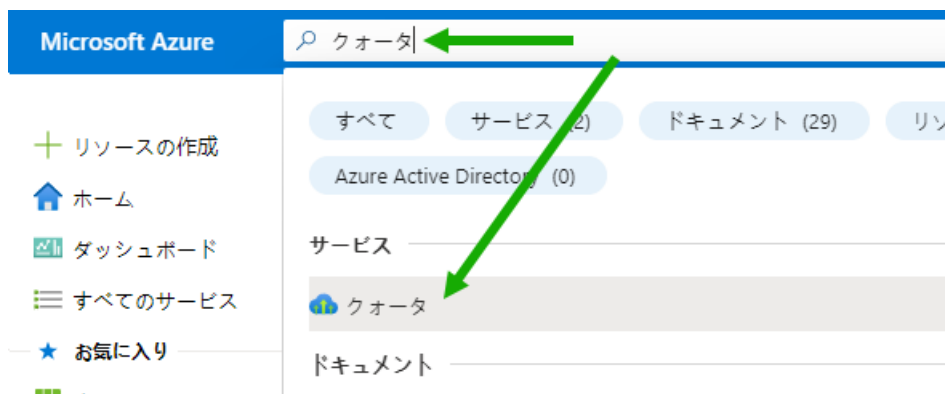 Microsoft Azure
クォータ
リソースの作成
ホーム
ダッシュボード
すべてのサービス
お気に入り
すべて サービス (2) ドキュメント (29) リソ
Azure Active Directory (0)
サービス
クォータ
ドキュメント